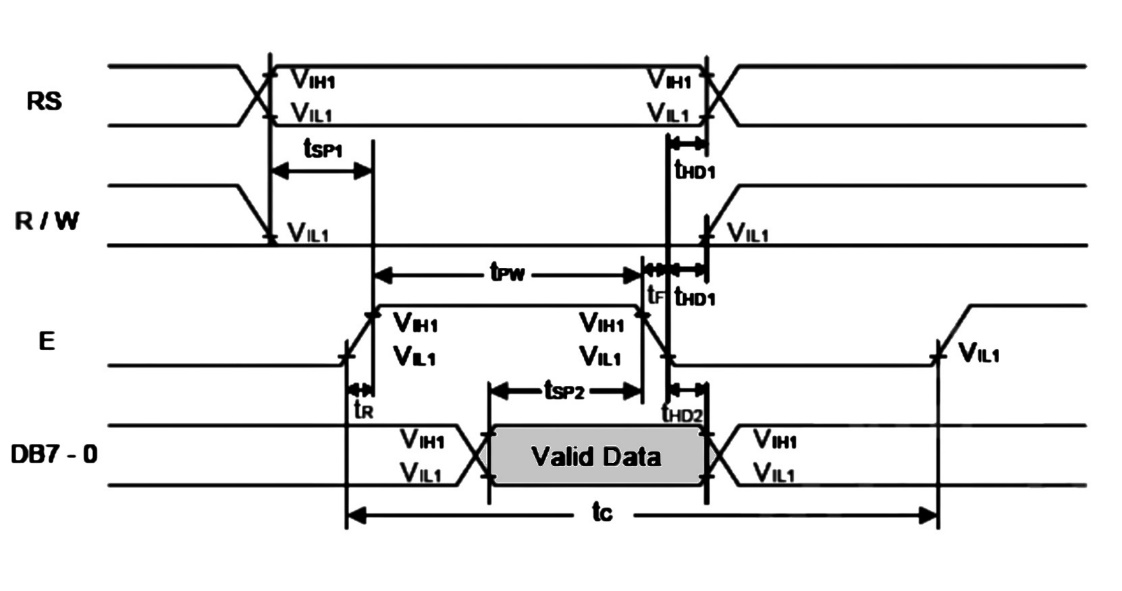 VIH1 VIH1
RS
VIL1 VIL1
tSP1
tHD1
R / W VIL1 VIL1
tPW
tF tHD1
VIH1 VIH1
E
VIL1 VIL1 VIL1
tSP2
tR tHD2
VIH1 VIH1
DB7 - 0 Valid Data
VIL1 VIL1
tC